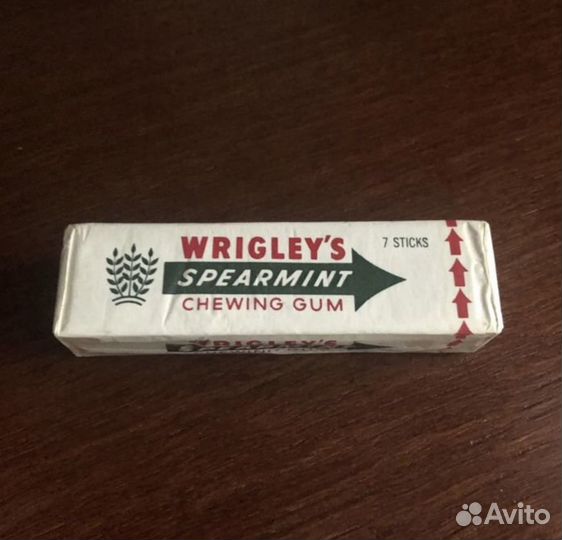 WRIGLEY'S
7 STICKS
SPEARMINT
CHEWING GUM
WRIGLEY'S
Avito